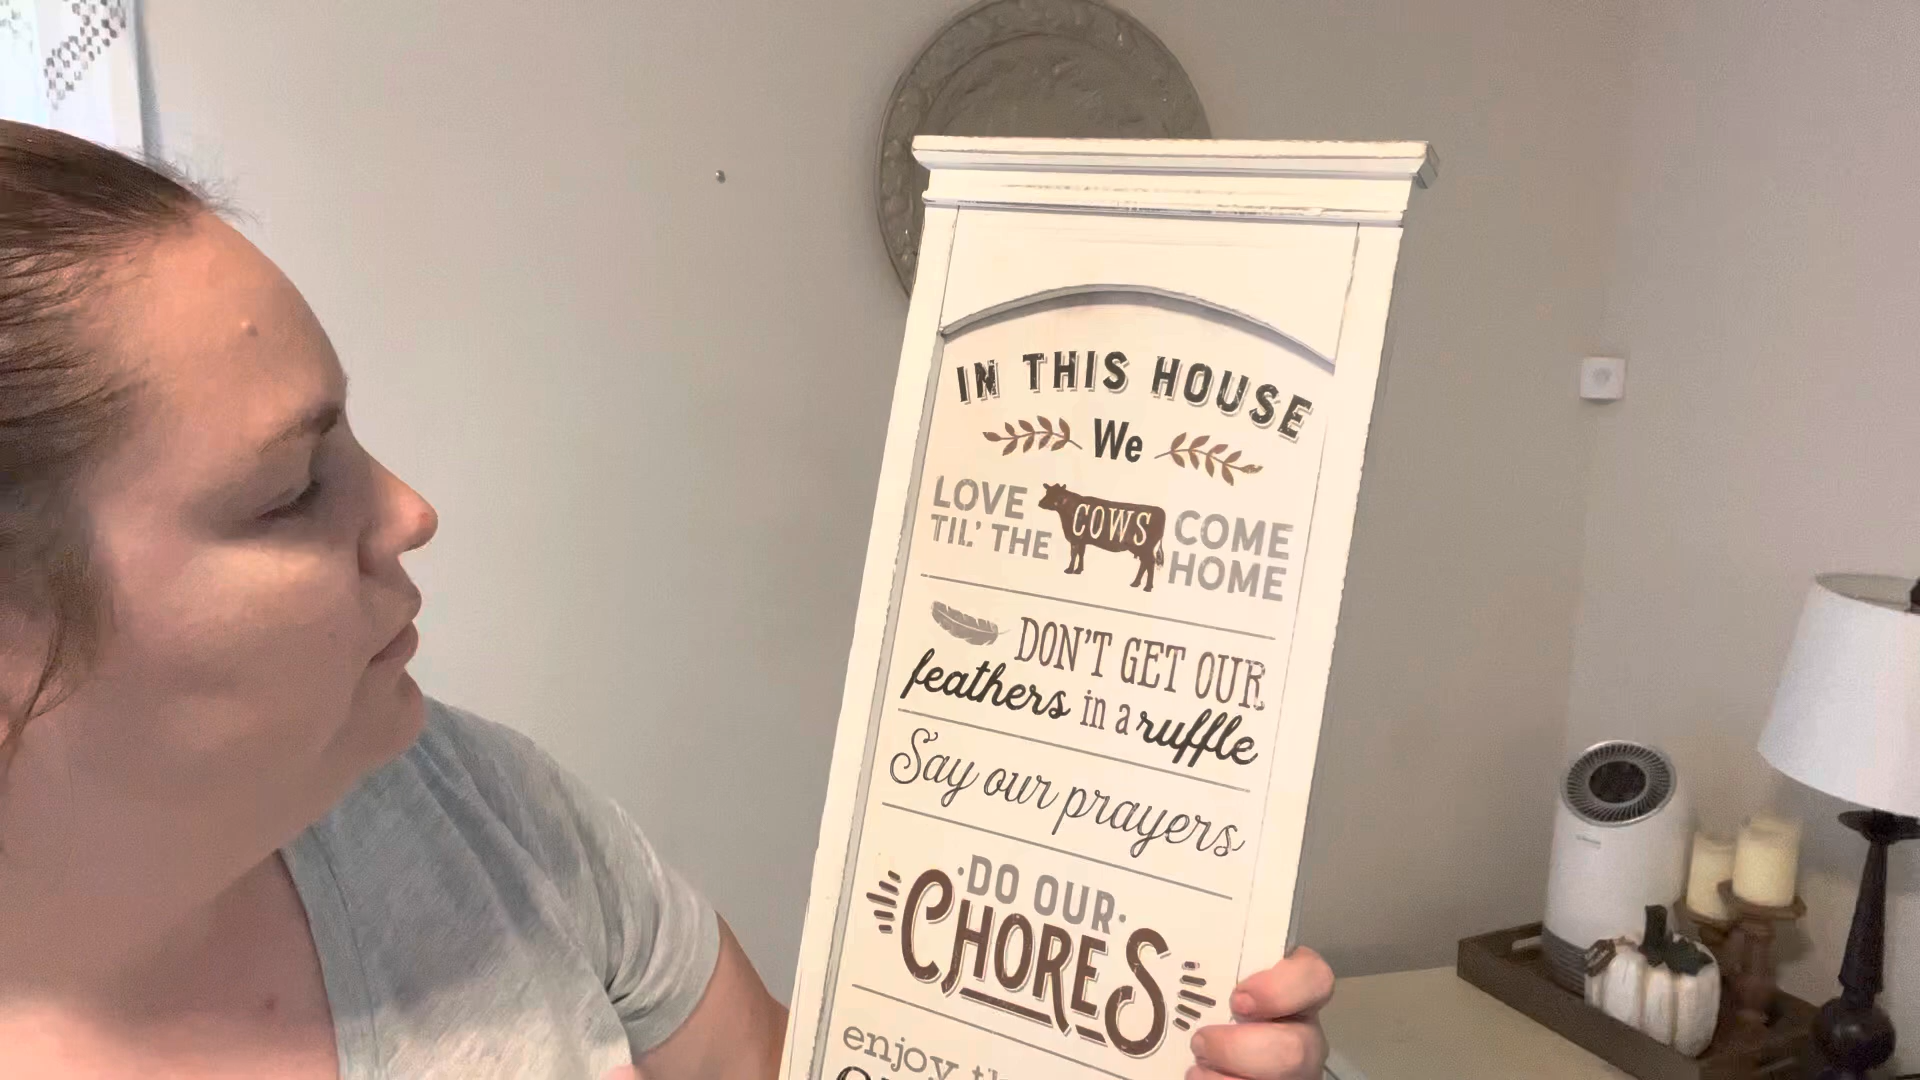 IN THIS HOUSE
We
LOVE TIL.' THE COWS COME HOME
DON'T GET OUR
feathers in a ruffle
Say our prayers
·DO OUR·
CHORES
enjoy